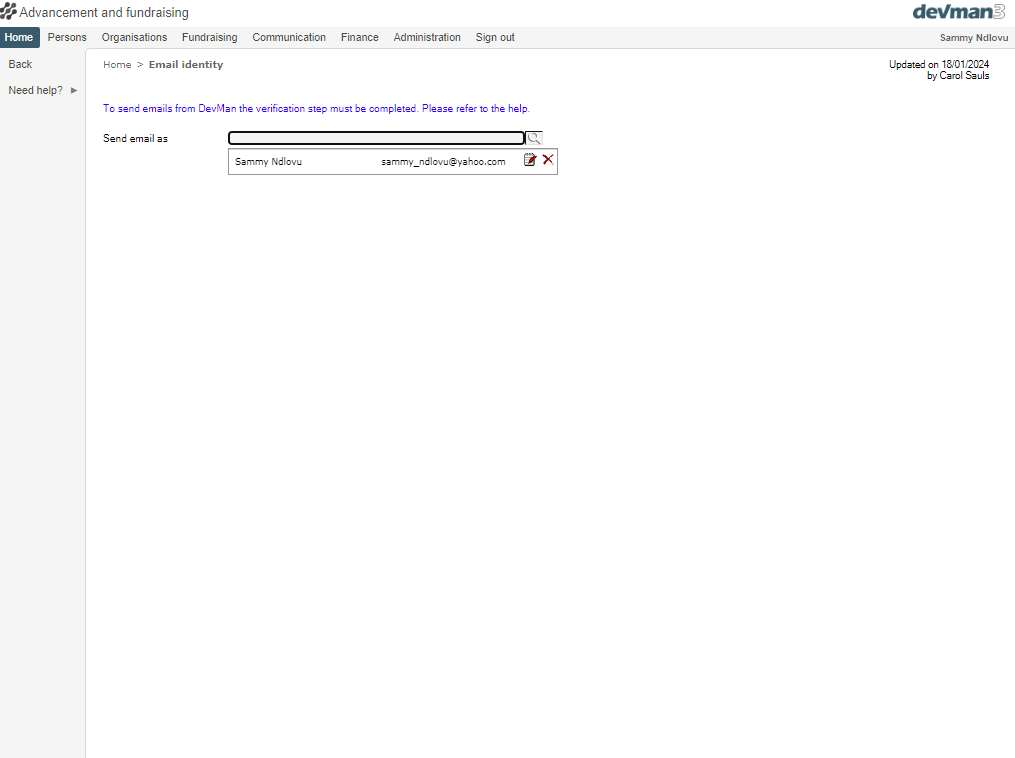 Advancement and fundraising
devman3
Home Persons Organisations Fundraising Communication Finance Administration Sign out Sammy Ndlovu
Back
Need help?
Home > Email identity
Updated on 18/01/2024
by Carol Sauls
To send emails from DevMan the verification step must be completed. Please refer to the help.
Send email as
Sammy Ndlovu sammy_ndlovu@yahoo.com